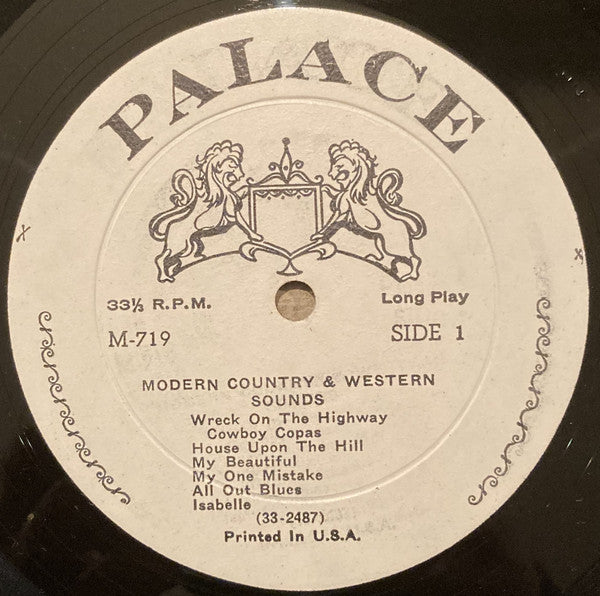 PALACE
33⅓ R.P.M.
Long Play
M-719
SIDE 1
MODERN COUNTRY & WESTERN
SOUNDS
Wreck On The Highway
Cowboy Copas
House Upon The Hill
My Beautiful
My One Mistake
All Out Blues
Isabelle
(33-2487)
Printed In U.S.A.